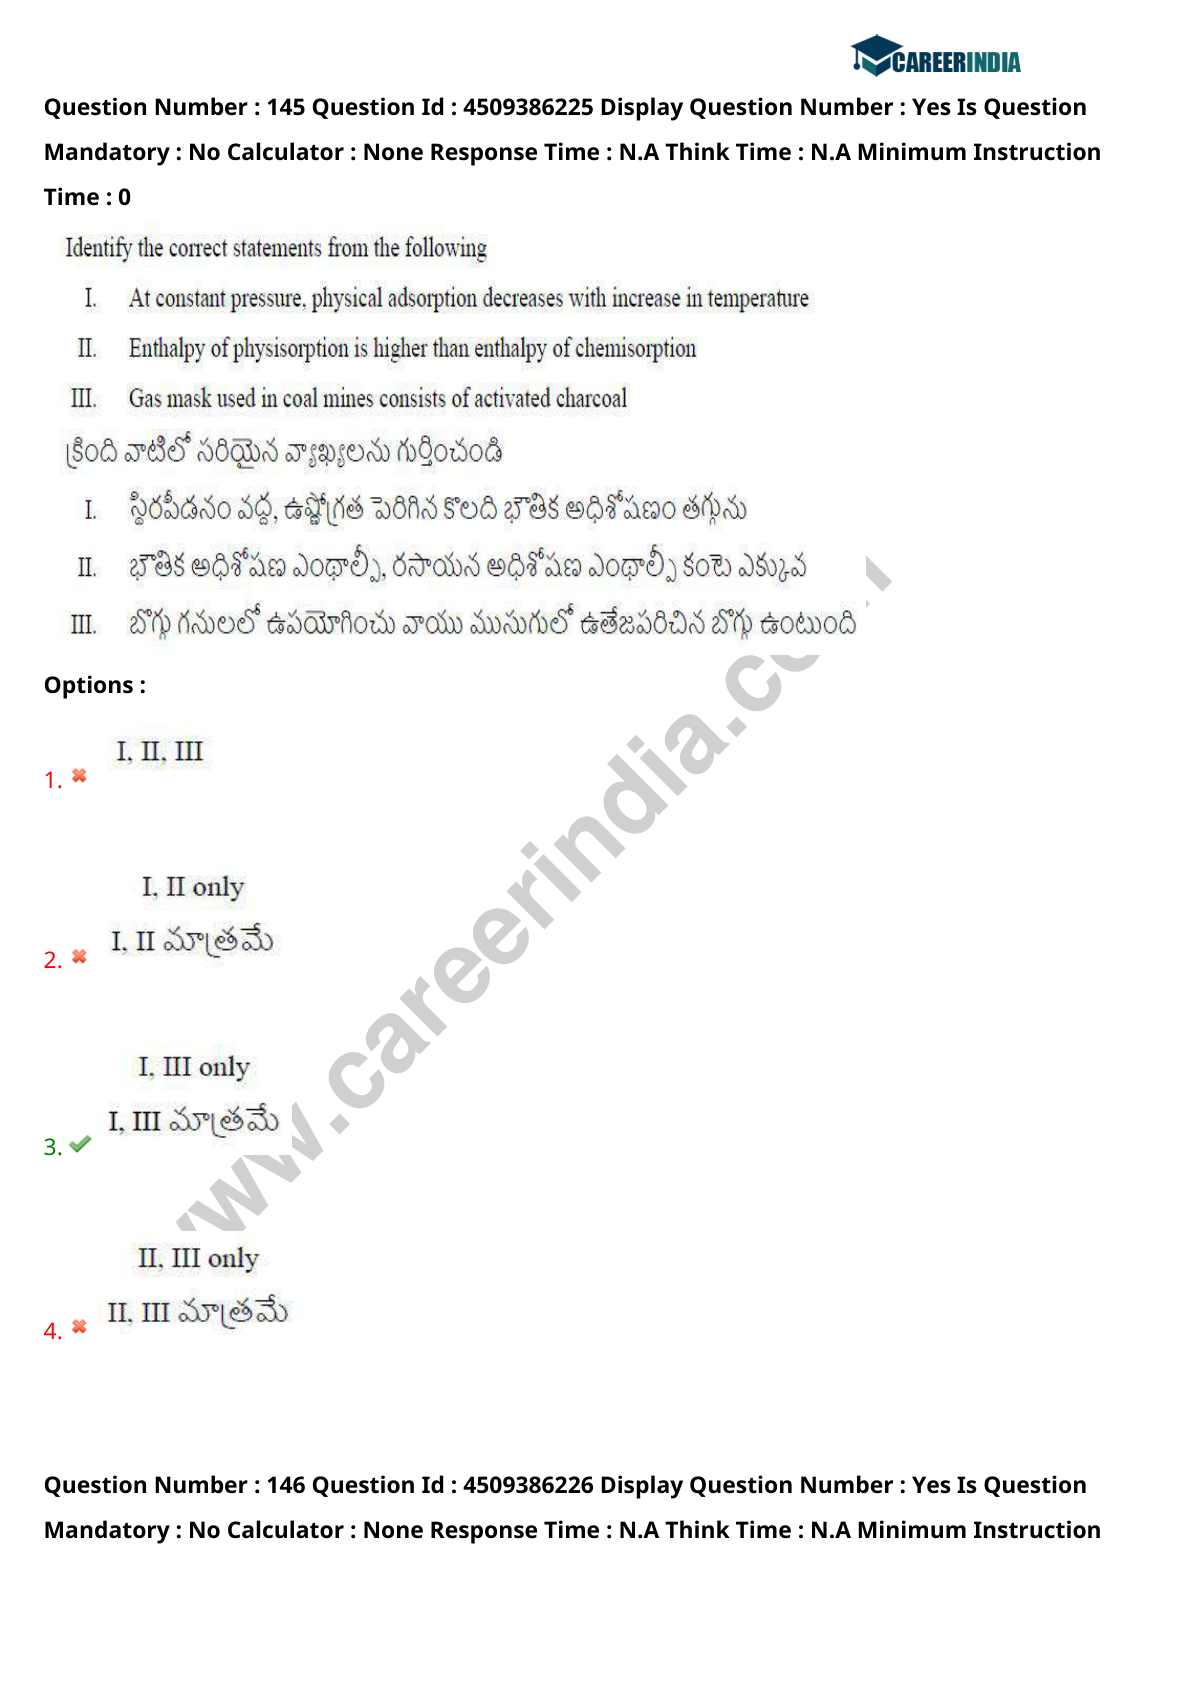 CAREERINDIA
Question Number : 145 Question Id : 4509386225 Display Question Number : Yes Is Question
Mandatory : No Calculator : None Response Time : N.A Think Time : N.A Minimum Instruction
Time : 0
Identify the correct statements from the following
I. At constant pressure, physical adsorption decreases with increase in temperature
II. Enthalpy of physisorption is higher than enthalpy of chemisorption
III. Gas mask used in coal mines consists of activated charcoal
క్రింది వాటిలో సరియైన వ్యాఖ్యలను గుర్తించండి
I. స్థిరపీడనం వద్ద, ఉష్ణోగ్రత పెరిగిన కొలది భౌతిక అధిశోషణం తగ్గును
II. భౌతిక అధిశోషణ ఎంథాల్పీ, రసాయన అధిశోషణ ఎంథాల్పీ కంటె ఎక్కువ
III. బొగ్గు గనులలో ఉపయోగించు వాయు ముసుగులో ఉతేజపరిచిన బొగ్గు ఉంటుంది
Options :
I, II, III
1.
I, II only
I, II మాత్రమే
2.
I, III only
I, III మాత్రమే
3.
II, III only
II, III మాత్రమే
4.
www.careerindia.com
Question Number : 146 Question Id : 4509386226 Display Question Number : Yes Is Question
Mandatory : No Calculator : None Response Time : N.A Think Time : N.A Minimum Instruction